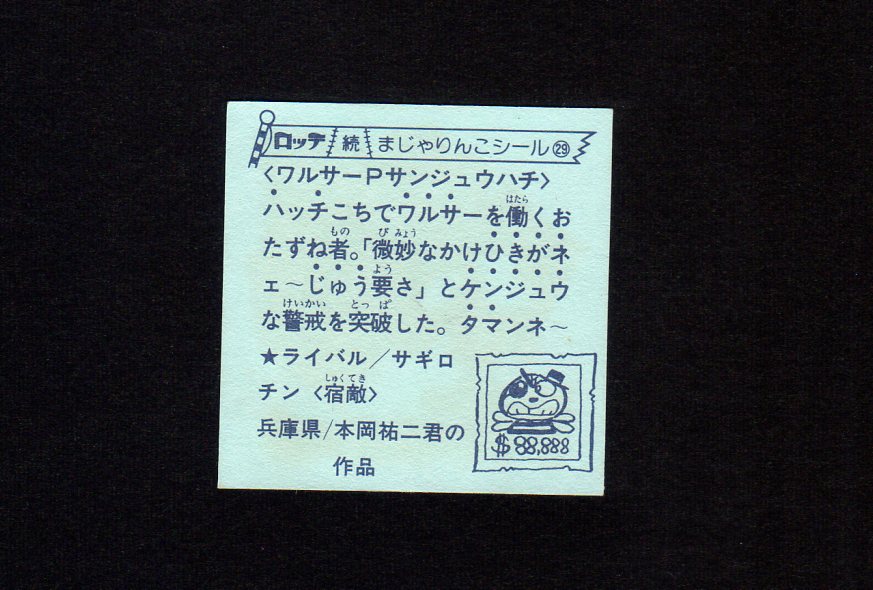 ロッテ 続 まじゃりんこシール㉙
〈ワルサーPサンジュウハチ〉
ハッチこちでワルサーを働くお
たずね者。「微妙なかけひきがネ
ェ〜じゅう要さ」とケンジュウ
な警戒を突破した。タマンネ〜
★ライバル/サギロ
チン〈宿敵〉
兵庫県/本岡祐二君の
作品
$88,888